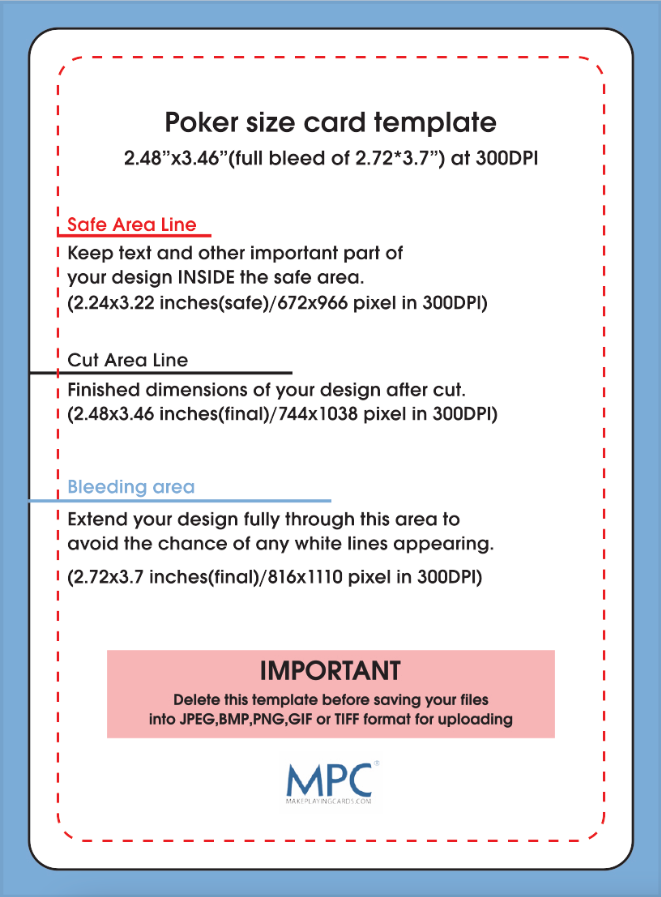 Poker size card template
2.48”x3.46”(full bleed of 2.72*3.7”) at 300DPI
Safe Area Line
Keep text and other important part of
your design INSIDE the safe area.
(2.24x3.22 inches(safe)/672x966 pixel in 300DPI)
Cut Area Line
Finished dimensions of your design after cut.
(2.48x3.46 inches(final)/744x1038 pixel in 300DPI)
Bleeding area
Extend your design fully through this area to
avoid the chance of any white lines appearing.
(2.72x3.7 inches(final)/816x1110 pixel in 300DPI)
IMPORTANT
Delete this template before saving your files
into JPEG,BMP,PNG,GIF or TIFF format for uploading
MPC®
MAKEPLAYINGCARDS.COM